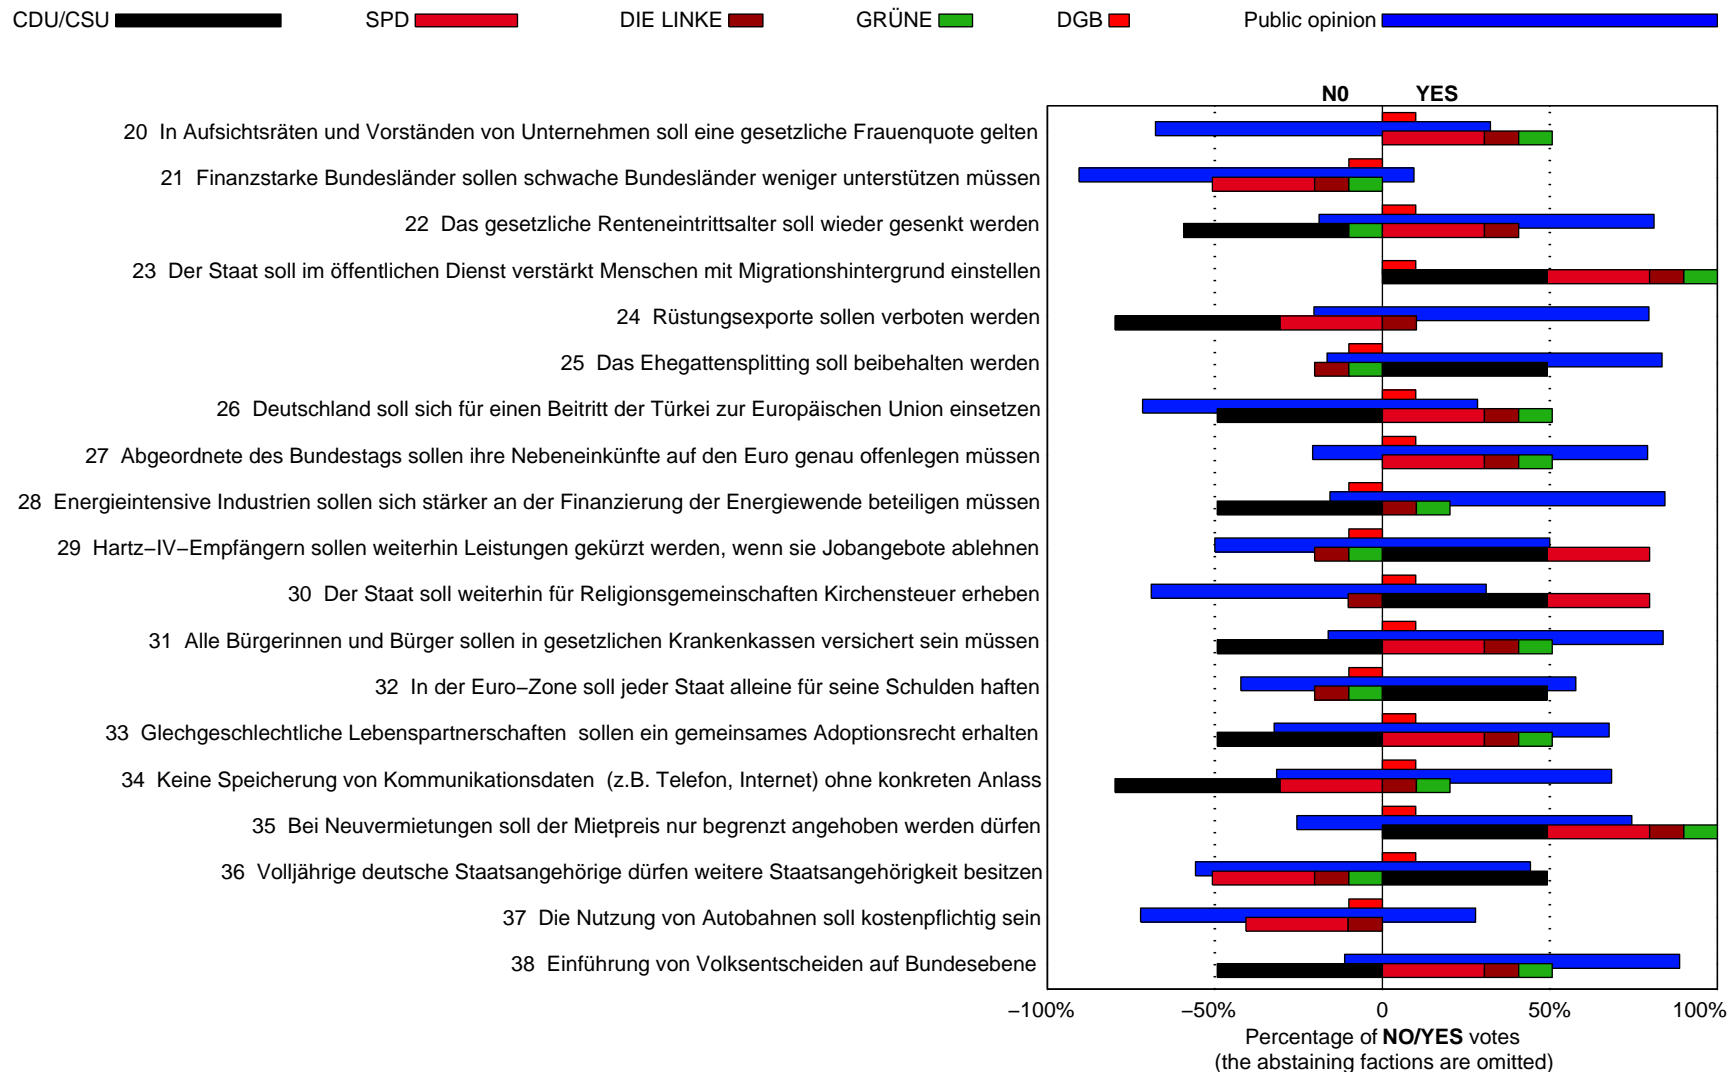 CDU/CSU SPD DIE LINKE GRÜNE DGB Public opinion
N0 YES
20 In Aufsichtsräten und Vorständen von Unternehmen soll eine gesetzliche Frauenquote gelten
21 Finanzstarke Bundesländer sollen schwache Bundesländer weniger unterstützen müssen
22 Das gesetzliche Renteneintrittsalter soll wieder gesenkt werden
23 Der Staat soll im öffentlichen Dienst verstärkt Menschen mit Migrationshintergrund einstellen
24 Rüstungsexporte sollen verboten werden
25 Das Ehegattensplitting soll beibehalten werden
26 Deutschland soll sich für einen Beitritt der Türkei zur Europäischen Union einsetzen
27 Abgeordnete des Bundestags sollen ihre Nebeneinkünfte auf den Euro genau offenlegen müssen
28 Energieintensive Industrien sollen sich stärker an der Finanzierung der Energiewende beteiligen müssen
29 Hartz−IV−Empfängern sollen weiterhin Leistungen gekürzt werden, wenn sie Jobangebote ablehnen
30 Der Staat soll weiterhin für Religionsgemeinschaften Kirchensteuer erheben
31 Alle Bürgerinnen und Bürger sollen in gesetzlichen Krankenkassen versichert sein müssen
32 In der Euro−Zone soll jeder Staat alleine für seine Schulden haften
33 Glechgeschlechtliche Lebenspartnerschaften sollen ein gemeinsames Adoptionsrecht erhalten
34 Keine Speicherung von Kommunikationsdaten (z.B. Telefon, Internet) ohne konkreten Anlass
35 Bei Neuvermietungen soll der Mietpreis nur begrenzt angehoben werden dürfen
36 Volljährige deutsche Staatsangehörige dürfen weitere Staatsangehörigkeit besitzen
37 Die Nutzung von Autobahnen soll kostenpflichtig sein
38 Einführung von Volksentscheiden auf Bundesebene
−100% −50% 0 50% 100%
Percentage of NO/YES votes
(the abstaining factions are omitted)